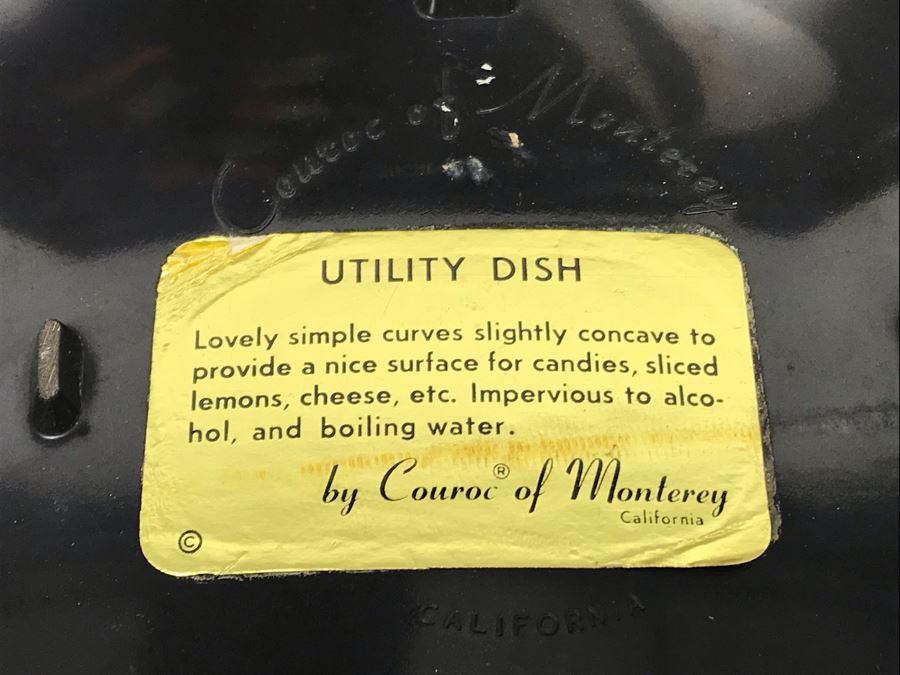 Couroc of Monterey
UTILITY DISH
Lovely simple curves slightly concave to
provide a nice surface for candies, sliced
lemons, cheese, etc. Impervious to alco-
hol, and boiling water.
by Couroc® of Monterey
California
©
CALIFORNIA